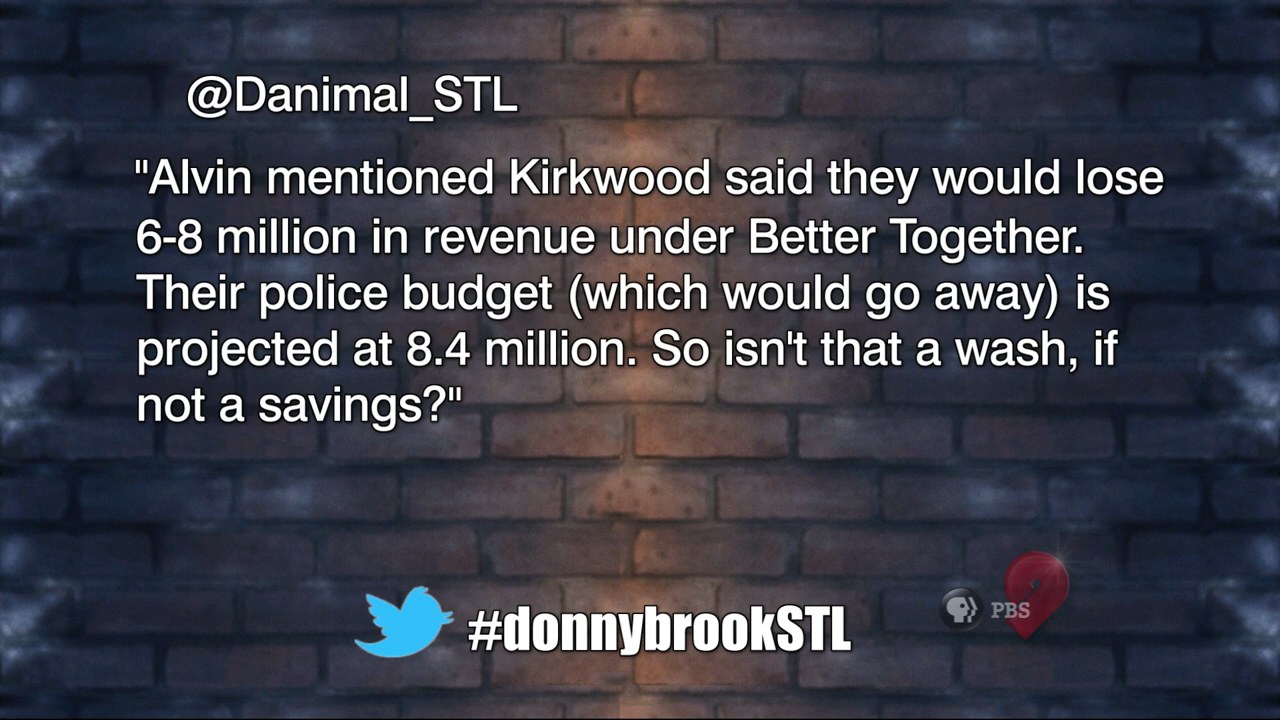 @Danimal_STL
"Alvin mentioned Kirkwood said they would lose
6-8 million in revenue under Better Together.
Their police budget (which would go away) is
projected at 8.4 million. So isn't that a wash, if
not a savings?"
#donnybrookSTL
PBS